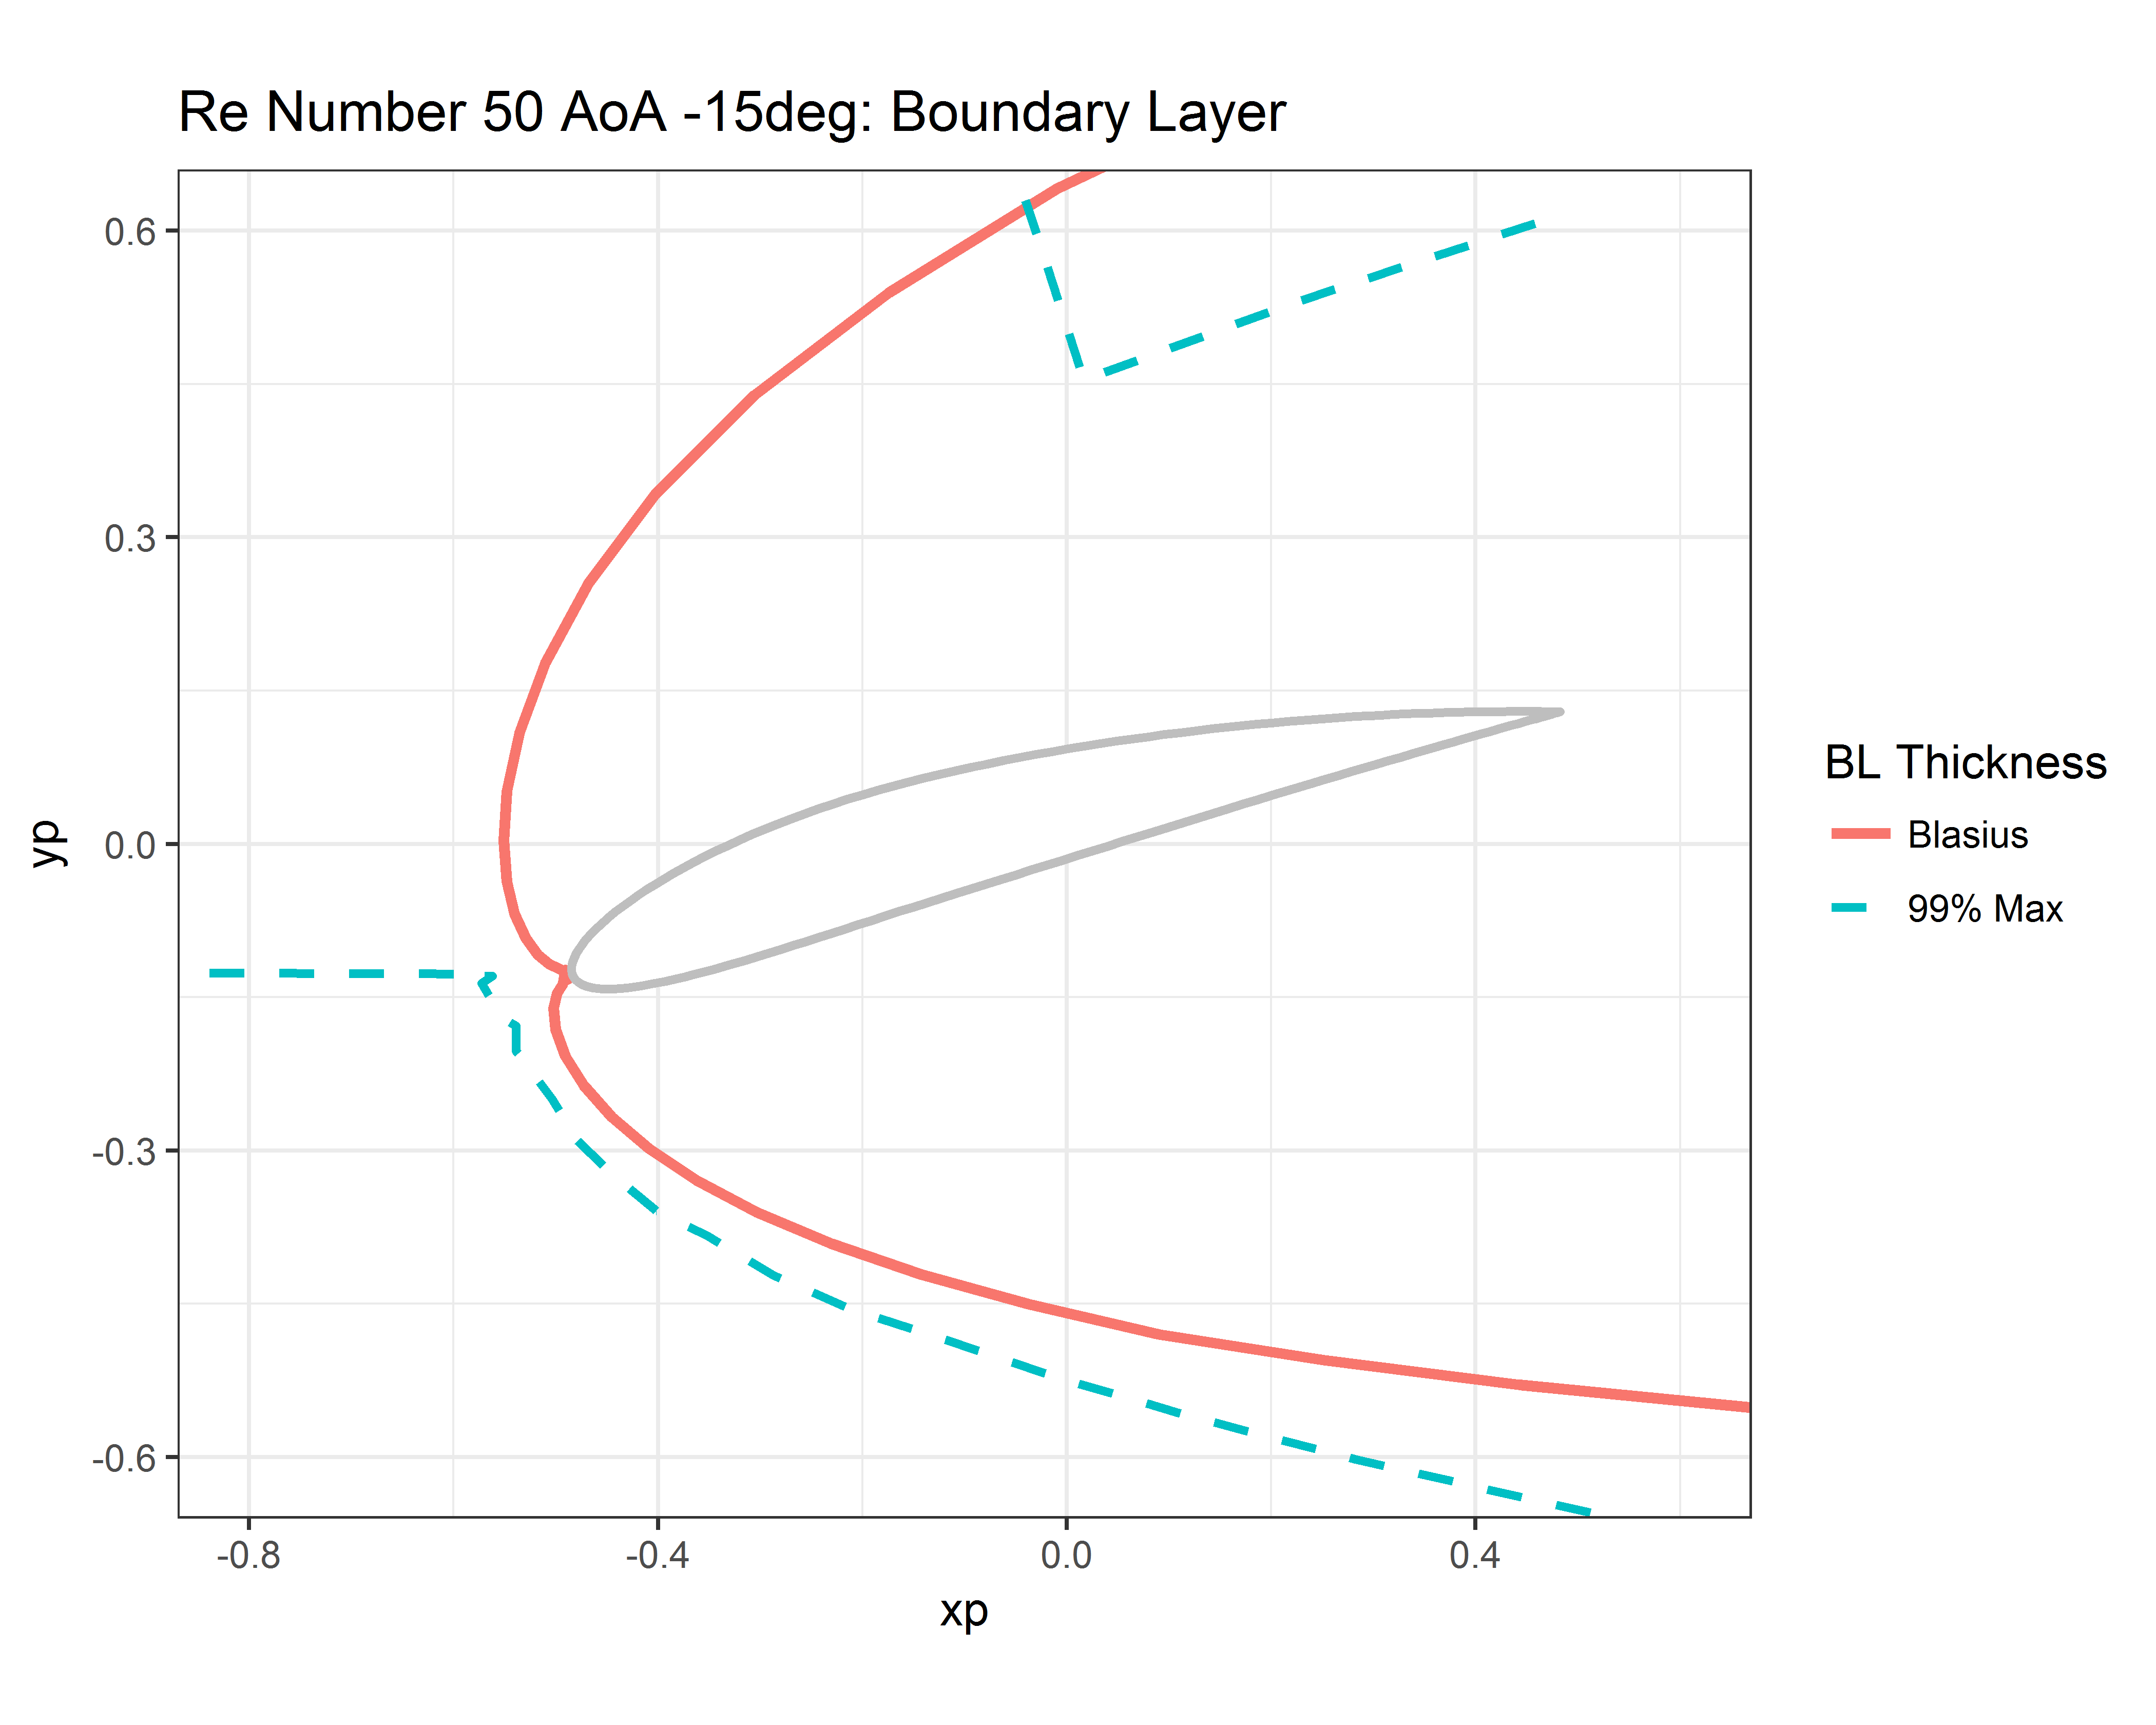 Re Number 50 AoA -15deg: Boundary Layer
0.6
0.3
0.0
-0.3
-0.6
yp
-0.8 -0.4 0.0 0.4
xp
BL Thickness
Blasius
99% Max